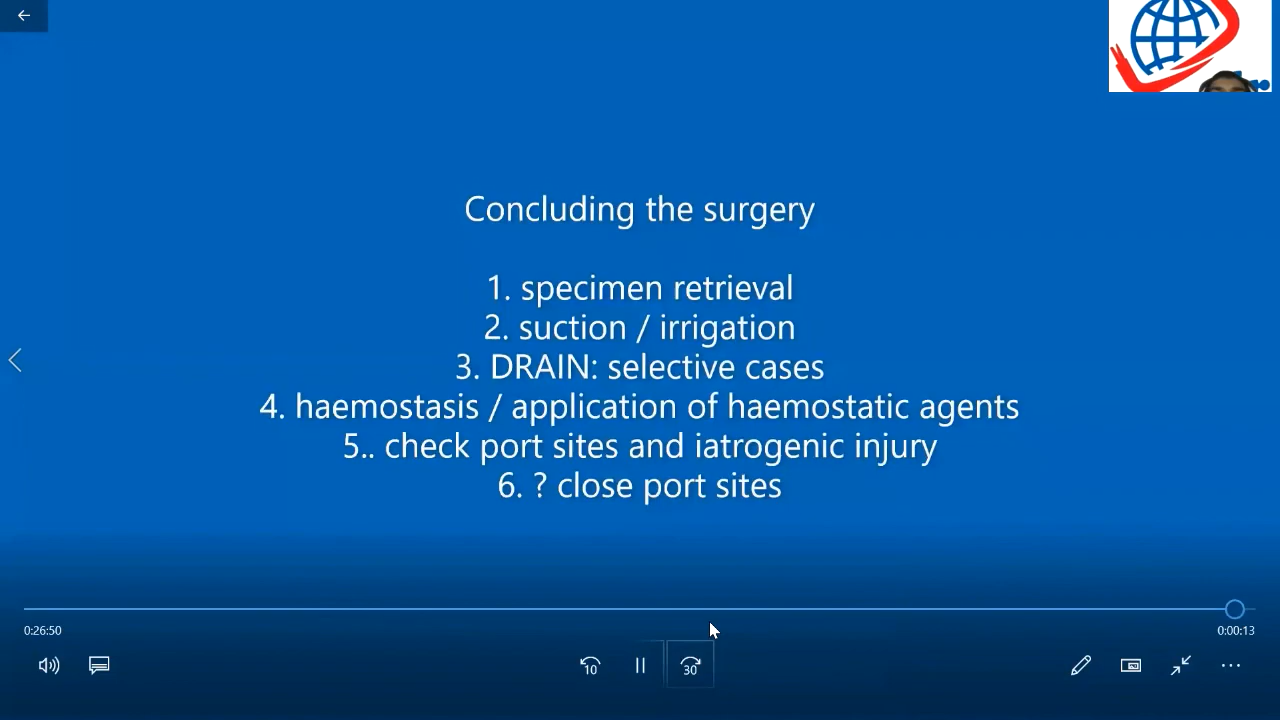 Concluding the surgery
1. specimen retrieval
2. suction / irrigation
3. DRAIN: selective cases
4. haemostasis / application of haemostatic agents
5.. check port sites and iatrogenic injury
6. ? close port sites
0:26:50
0:00:13
10
30